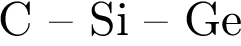 C – Si – Ge